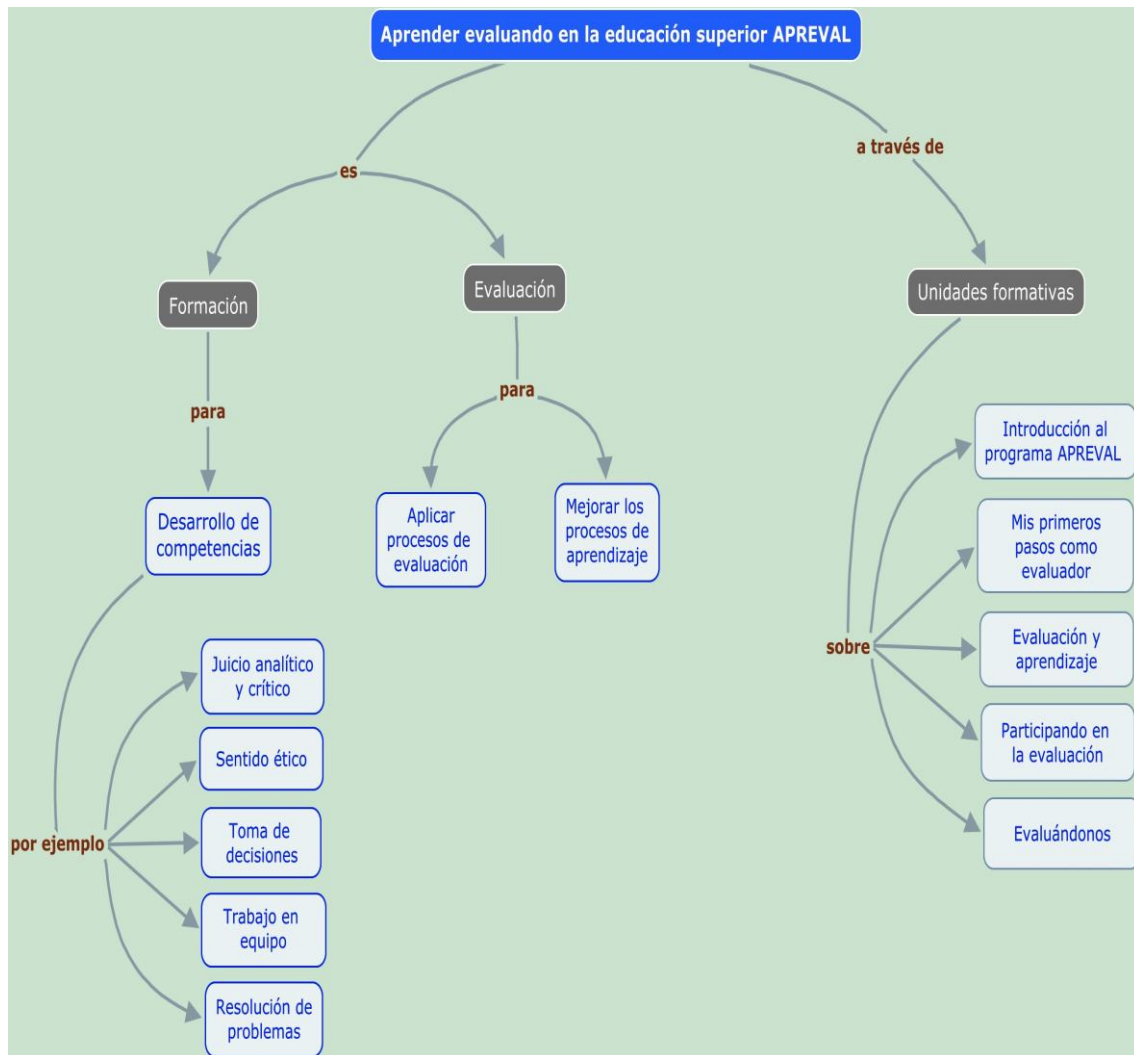 Aprender evaluando en la educación superior APREVAL
es
a través de
Formación
Evaluación
Unidades formativas
para
para
Desarrollo de
competencias
Aplicar
procesos de
evaluación
Mejorar los
procesos de
aprendizaje
por ejemplo
Juicio analítico
y crítico
Sentido ético
Toma de
decisiones
Trabajo en
equipo
Resolución de
problemas
sobre
Introducción al
programa APREVAL
Mis primeros
pasos como
evaluador
Evaluación y
aprendizaje
Participando en
la evaluación
Evaluándonos